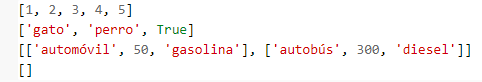 [1, 2, 3, 4, 5]
['gato', 'perro', True]
[['automóvil', 50, 'gasolina'], ['autobús', 300, 'diesel']]
[]